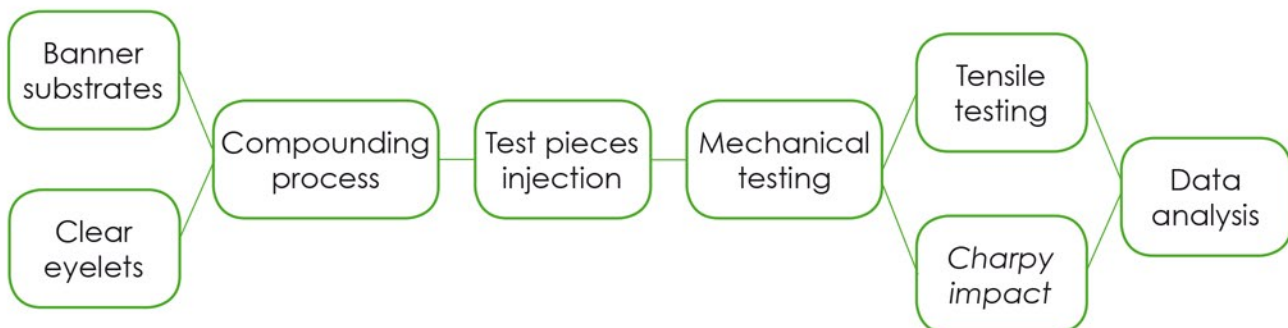 Banner
substrates
Clear
eyelets
Compounding
process
Test pieces
injection
Mechanical
testing
Tensile
testing
Charpy
impact
Data
analysis